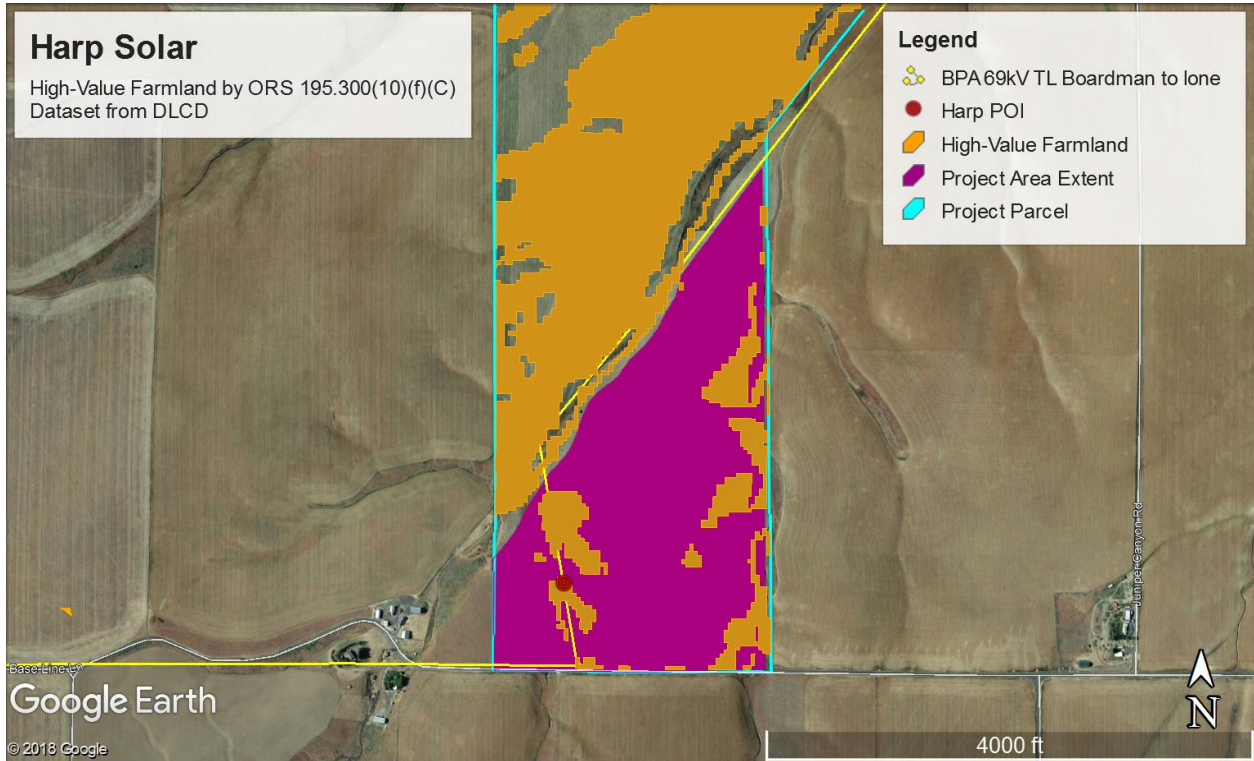 Harp Solar
High-Value Farmland by ORS 195.300(10)(f)(C)
Dataset from DLCD
Legend
BPA 69kV TL Boardman to Ione
Harp POI
High-Value Farmland
Project Area Extent
Project Parcel
Juniper Canyon Rd
Base Line Ln
Google Earth
© 2018 Google
N
4000 ft